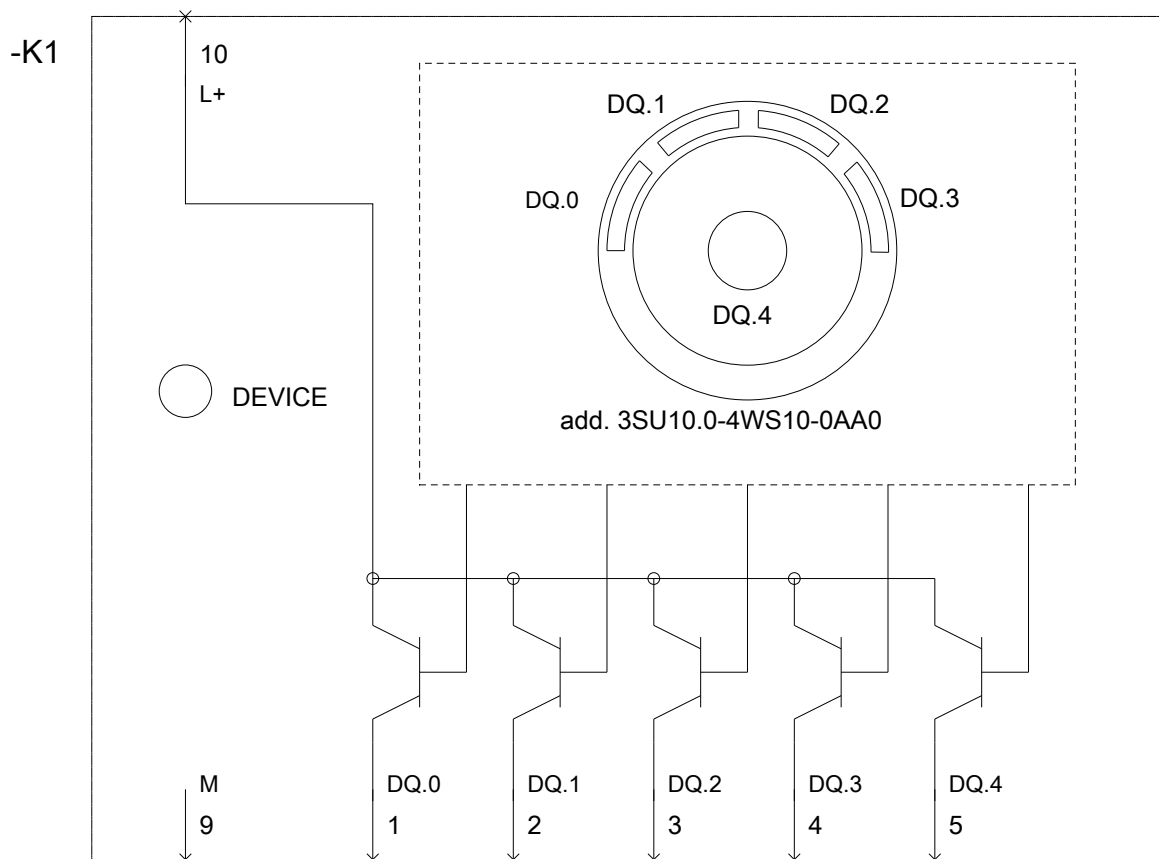 -K1
10
L+
DQ.1
DQ.2
DQ.0
DQ.3
DQ.4
DEVICE
add. 3SU10.0-4WS10-0AA0
M
DQ.0
DQ.1
DQ.2
DQ.3
DQ.4
9
1
2
3
4
5